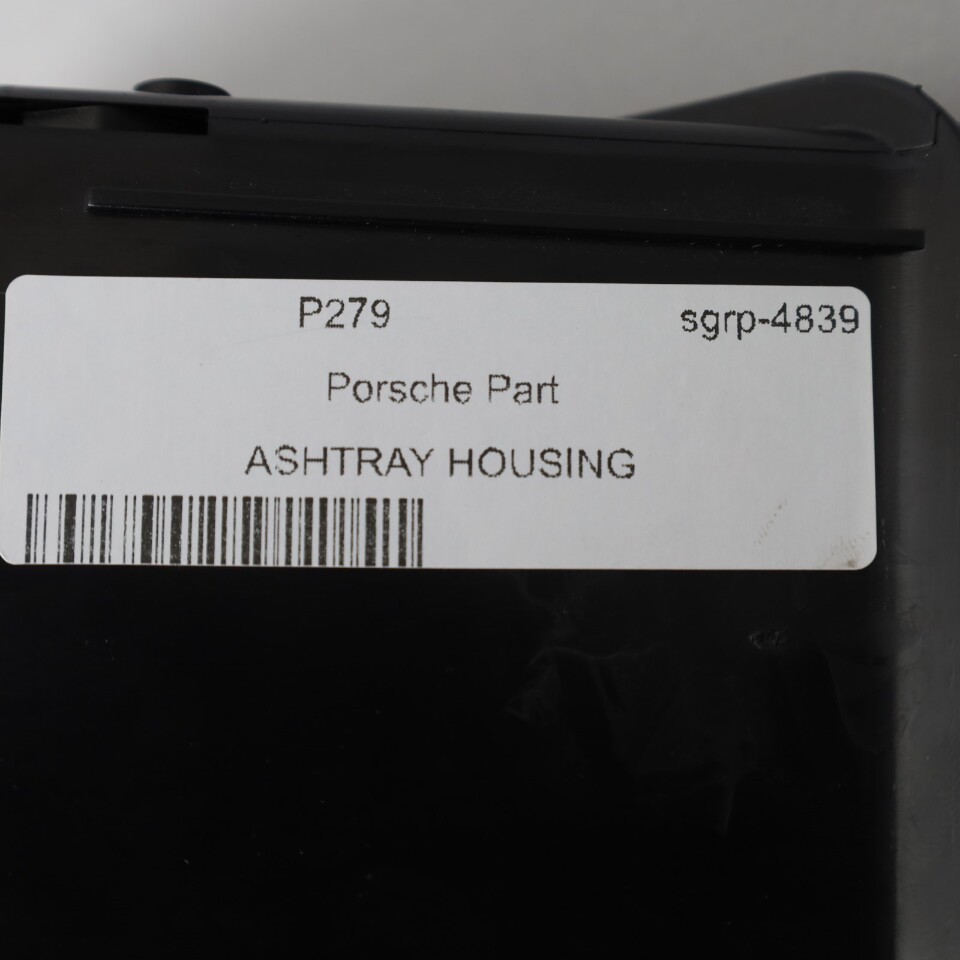 P279 sgrp-4839
Porsche Part
ASHTRAY HOUSING